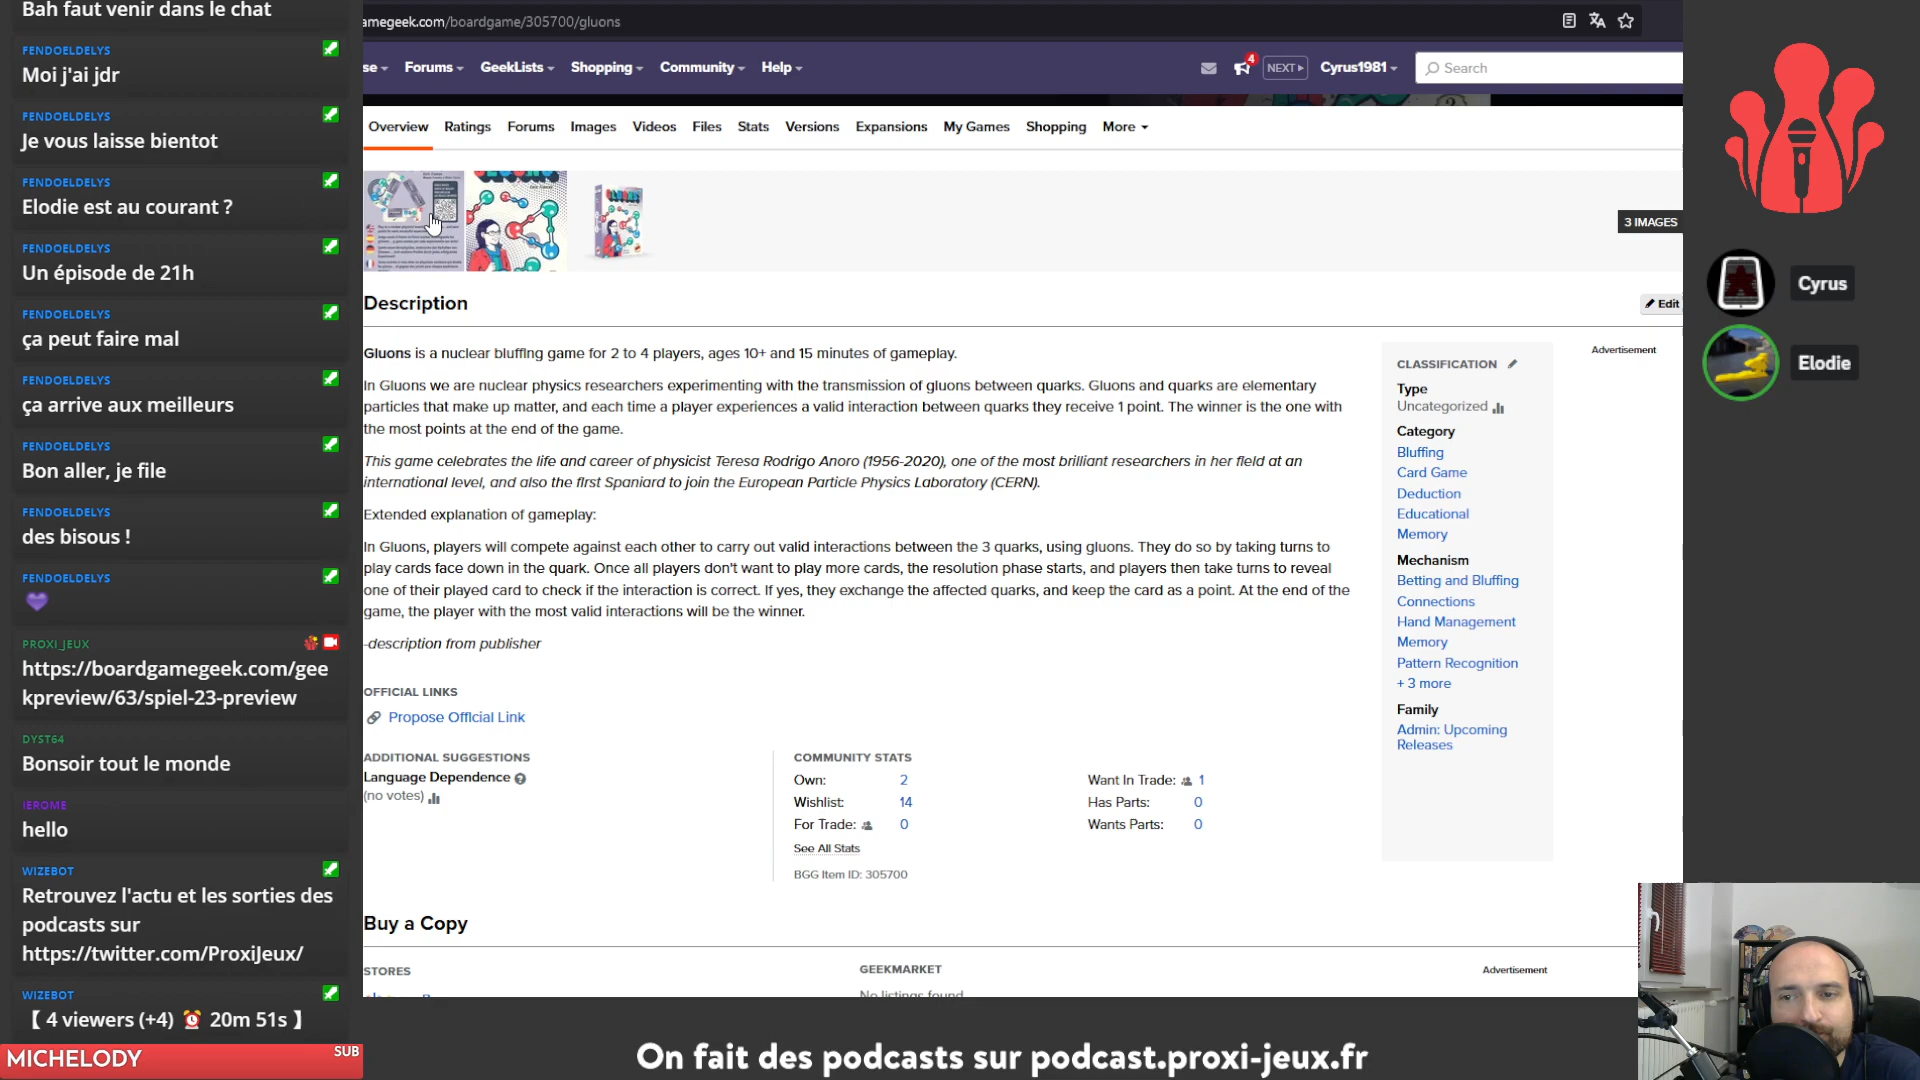 Bah faut venir dans le chat
FENDOELDELYS
Moi j'ai jdr
FENDOELDELYS
Je vous laisse bientot
FENDOELDELYS
Elodie est au courant ?
FENDOELDELYS
Un épisode de 21h
FENDOELDELYS
ça peut faire mal
FENDOELDELYS
ça arrive aux meilleurs
FENDOELDELYS
Bon aller, je file
FENDOELDELYS
des bisous !
FENDOELDELYS
PROXI_JEUX
https://boardgamegeek.com/gee
kpreview/63/spiel-23-preview
DYST64
Bonsoir tout le monde
IEROME
hello
WIZEBOT
Retrouvez l'actu et les sorties des
podcasts sur
https://twitter.com/ProxiJeux/
WIZEBOT
【 4 viewers (+4) ⏰ 20m 51s 】
MICHELODY
SUB
amegeek.com/boardgame/305700/gluons
se Forums GeekLists Shopping Community Help
4 NEXT Cyrus1981 Search
Overview Ratings Forums Images Videos Files Stats Versions Expansions My Games Shopping More
3 IMAGES
Description
Edit
Gluons is a nuclear bluffing game for 2 to 4 players, ages 10+ and 15 minutes of gameplay.
In Gluons we are nuclear physics researchers experimenting with the transmission of gluons between quarks. Gluons and quarks are elementary
particles that make up matter, and each time a player experiences a valid interaction between quarks they receive 1 point. The winner is the one with
the most points at the end of the game.
This game celebrates the life and career of physicist Teresa Rodrigo Anoro (1956-2020), one of the most brilliant researchers in her field at an
international level, and also the first Spaniard to join the European Particle Physics Laboratory (CERN).
Extended explanation of gameplay:
In Gluons, players will compete against each other to carry out valid interactions between the 3 quarks, using gluons. They do so by taking turns to
play cards face down in the quark. Once all players don't want to play more cards, the resolution phase starts, and players then take turns to reveal
one of their played card to check if the interaction is correct. If yes, they exchange the affected quarks, and keep the card as a point. At the end of the
game, the player with the most valid interactions will be the winner.
-description from publisher
OFFICIAL LINKS
Propose Official Link
ADDITIONAL SUGGESTIONS
Language Dependence
(no votes)
COMMUNITY STATS
Own: 2
Wishlist: 14
For Trade: 0
See All Stats
BGG Item ID: 305700
Want In Trade: 1
Has Parts: 0
Wants Parts: 0
CLASSIFICATION
Type
Uncategorized
Category
Bluffing
Card Game
Deduction
Educational
Memory
Mechanism
Betting and Bluffing
Connections
Hand Management
Memory
Pattern Recognition
+ 3 more
Family
Admin: Upcoming
Releases
Advertisement
Buy a Copy
STORES
GEEKMARKET
No listings found
Advertisement
Cyrus
Elodie
On fait des podcasts sur podcast.proxi-jeux.fr